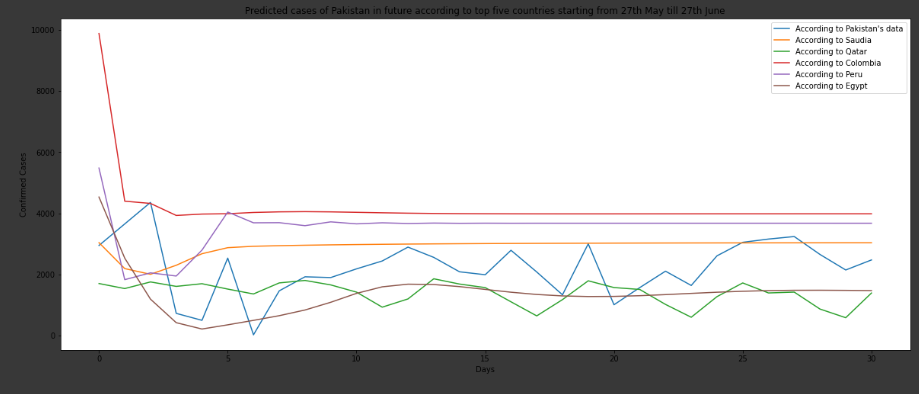 Predicted cases of Pakistan in future according to top five countries starting from 27th May till 27th June
According to Pakistan's data
According to Saudia
According to Qatar
According to Colombia
According to Peru
According to Egypt
Confirmed Cases
10000
8000
6000
4000
2000
0
0 5 10 15 20 25 30
Days